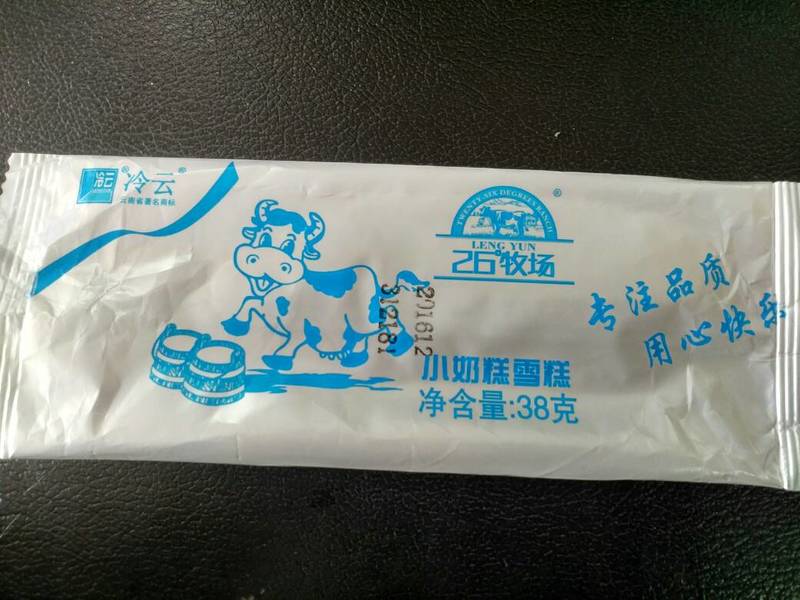 冷云®
云南省著名商标
TWENTY-SIX DEGREES RANCH
®
LENG YUN
26°牧场
专注品质
用心快乐
201612
312181
小奶糕雪糕
净含量:38克